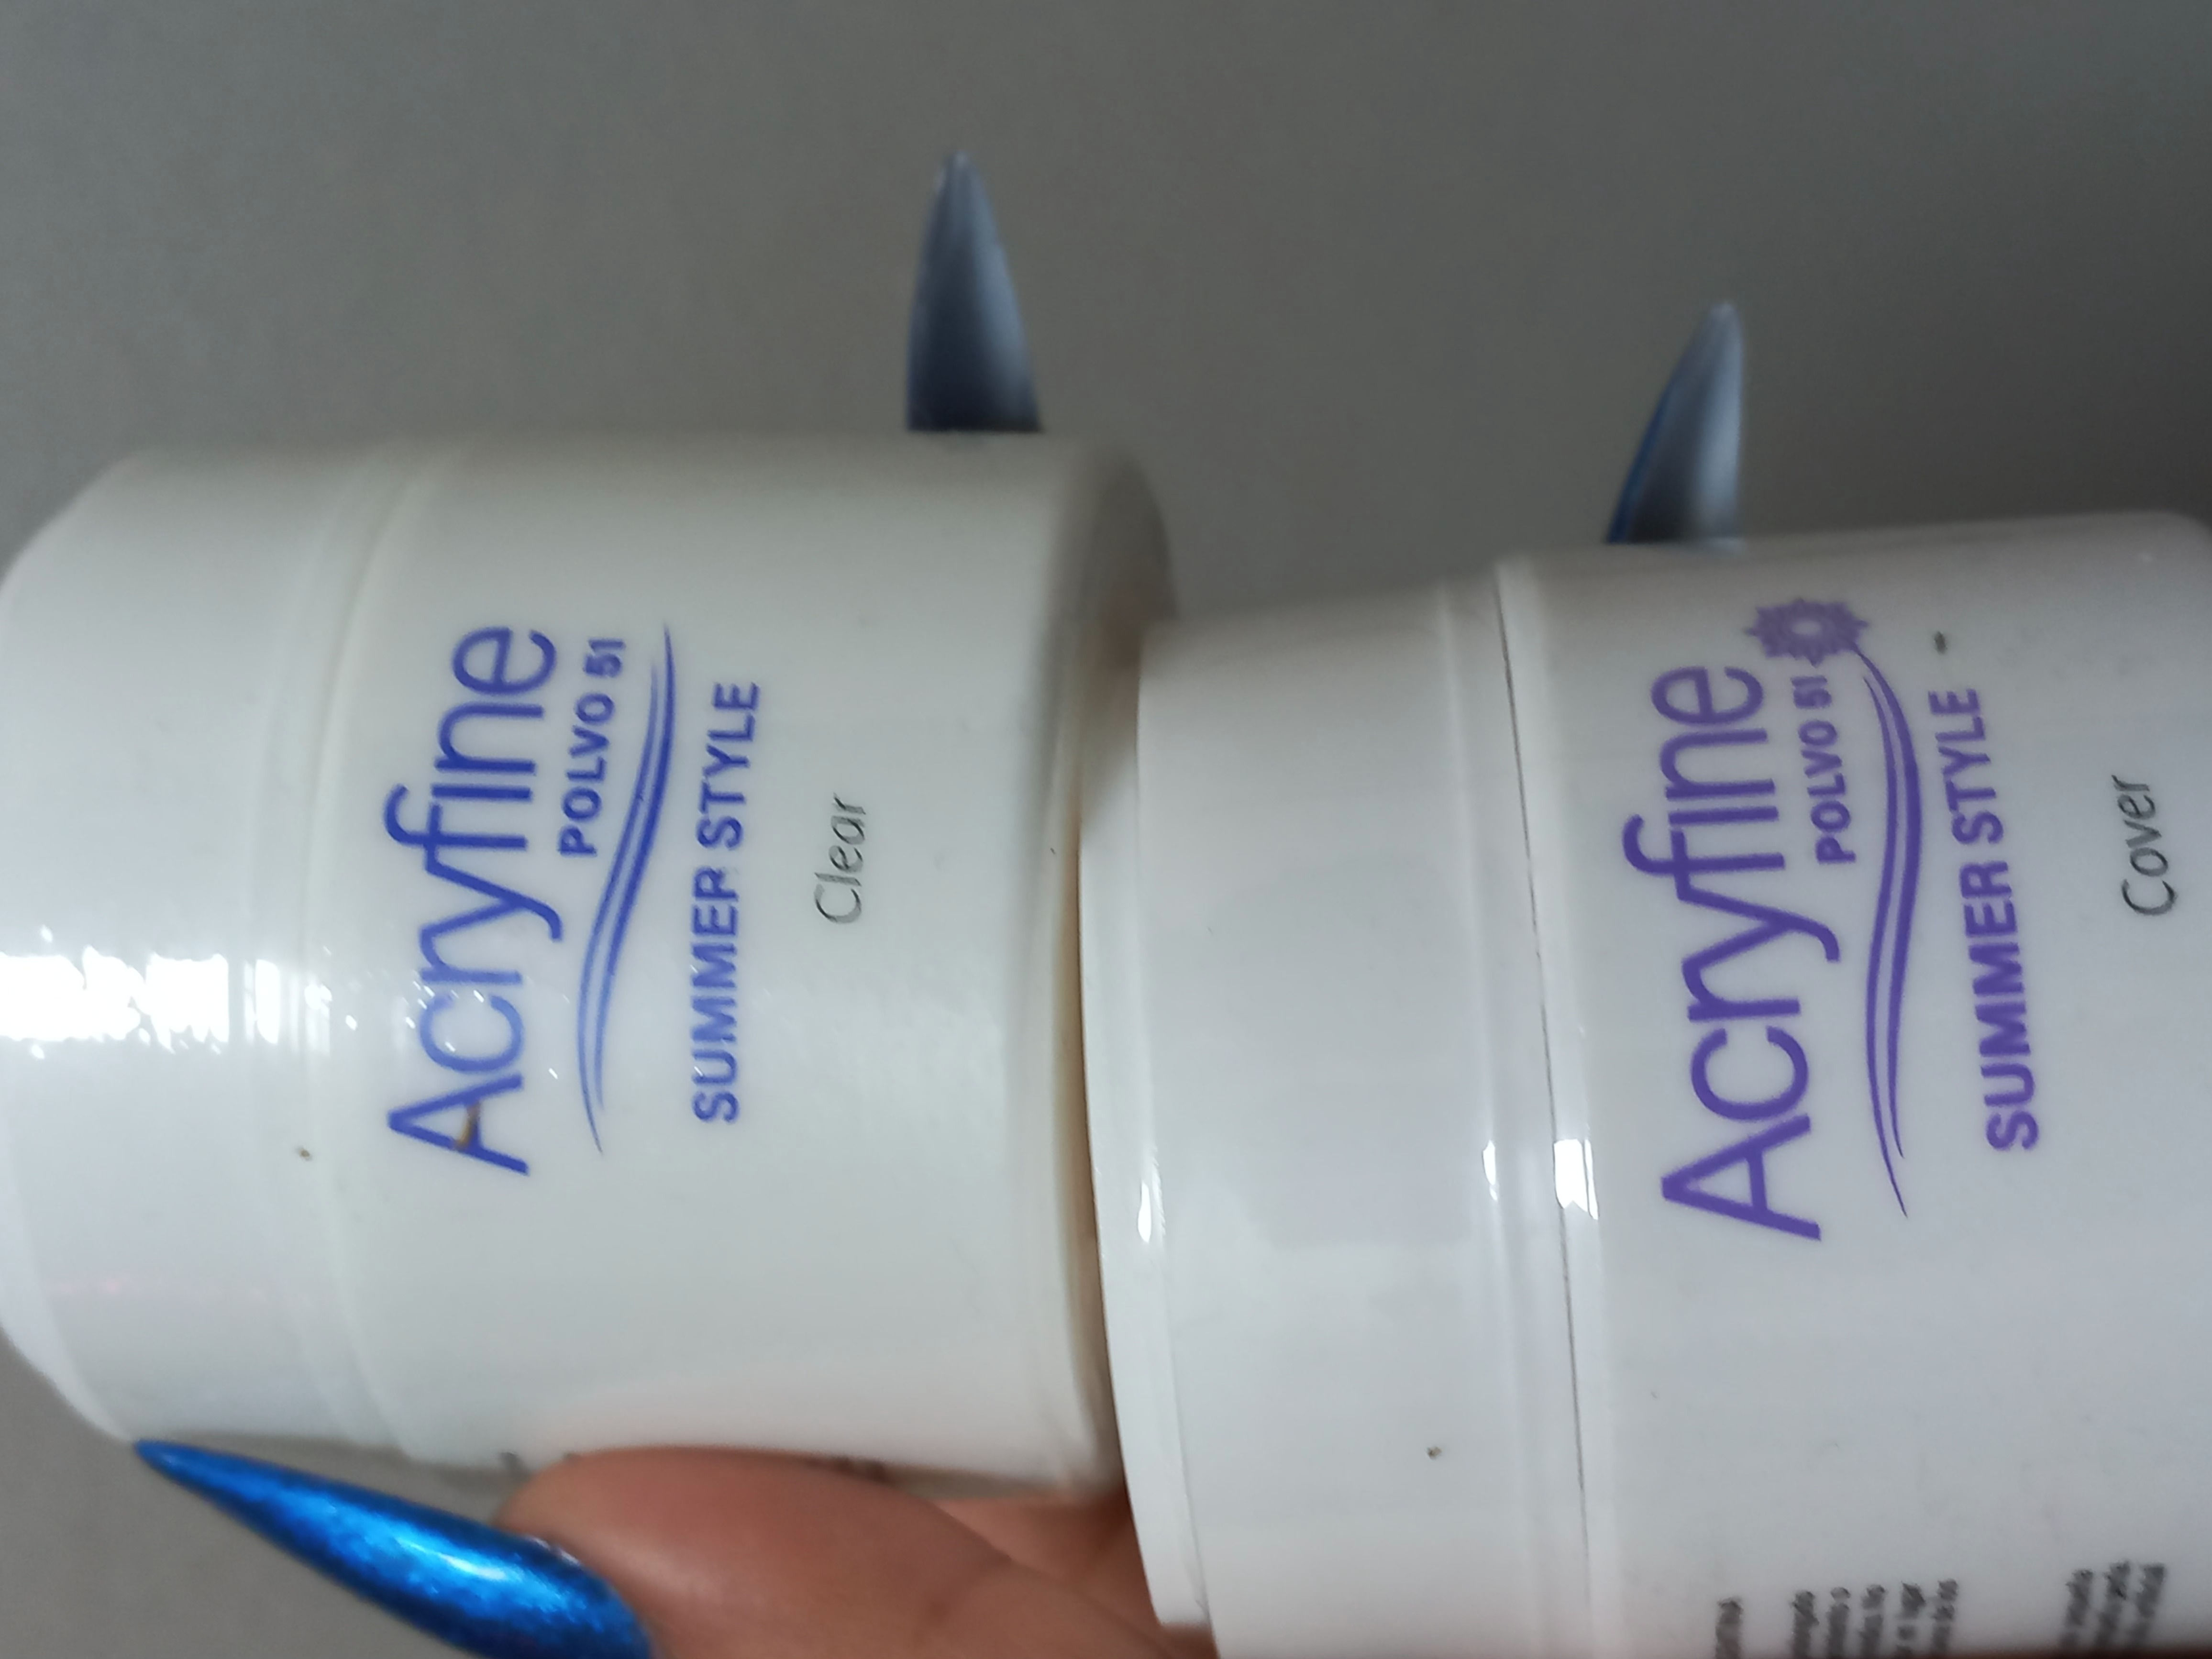 Acryfine
POLVO 51
SUMMER STYLE
Clear
Acryfine
POLVO 51
SUMMER STYLE
Cover